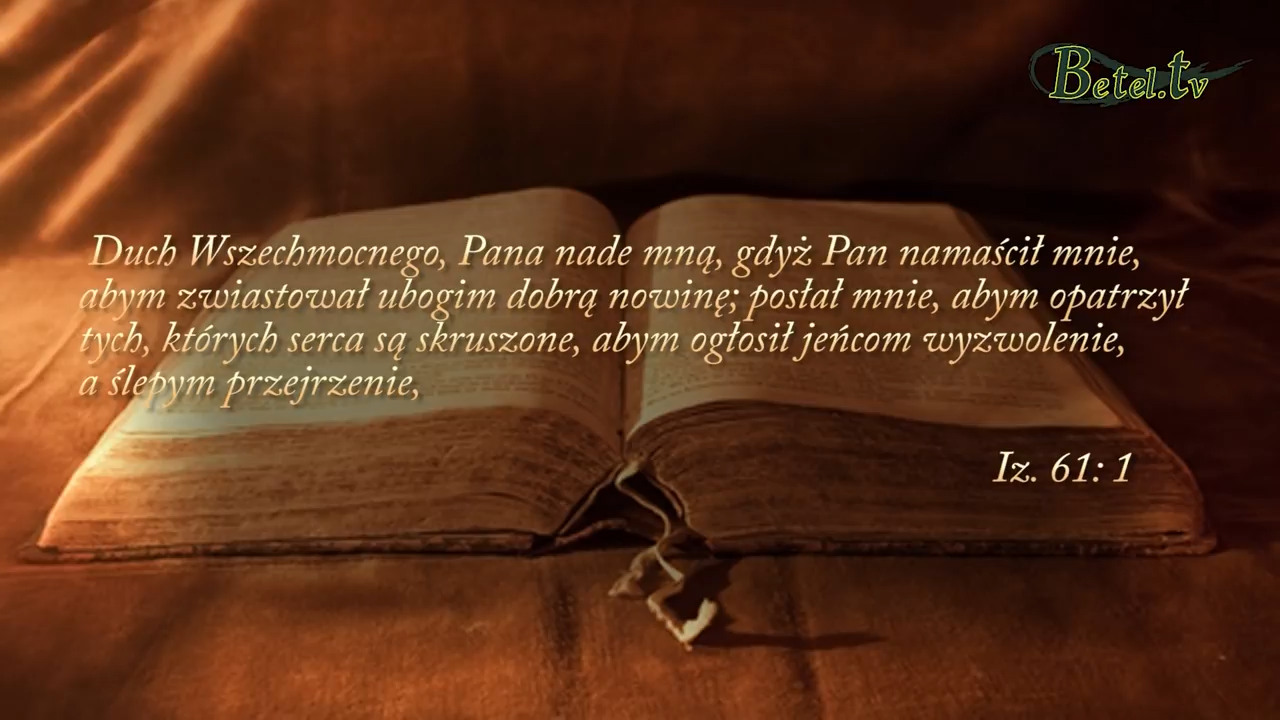 Betel.tv
Duch Wszechmocnego, Pana nade mną, gdyż Pan namaścił mnie,
abym zwiastował ubogim dobrą nowinę; posłał mnie, abym opatrzył
tych, których serca są skruszone, abym ogłosił jeńcom wyzwolenie,
a ślepym przejrzenie,
Iz. 61: 1